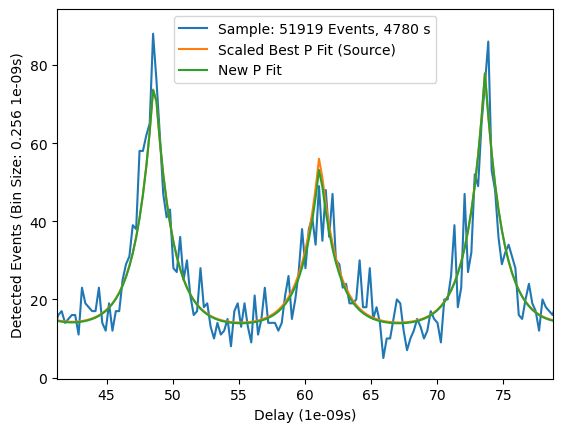 Sample: 51919 Events, 4780 s
Scaled Best P Fit (Source)
New P Fit
Detected Events (Bin Size: 0.256 1e-09s)
80
60
40
20
0
45 50 55 60 65 70 75
Delay (1e-09s)